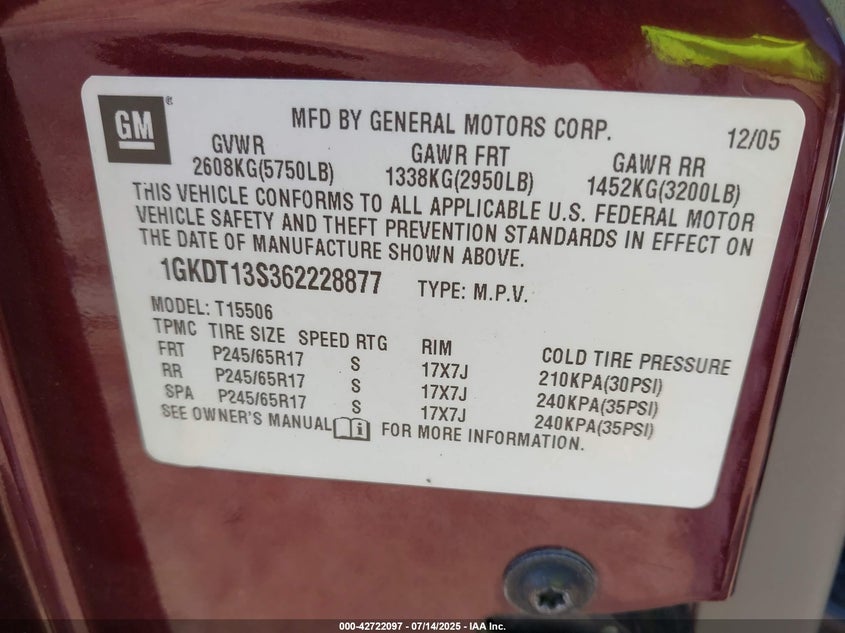 GM ®
MFD BY GENERAL MOTORS CORP. 12/05
GVWR GAWR FRT GAWR RR
2608KG(5750LB) 1338KG(2950LB) 1452KG(3200LB)
THIS VEHICLE CONFORMS TO ALL APPLICABLE U.S. FEDERAL MOTOR
VEHICLE SAFETY AND THEFT PREVENTION STANDARDS IN EFFECT ON
THE DATE OF MANUFACTURE SHOWN ABOVE.
1GKDT13S362228877 TYPE: M.P.V.
MODEL: T15506
TPMC TIRE SIZE SPEED RTG RIM COLD TIRE PRESSURE
FRT P245/65R17 S 17X7J 210KPA(30PSI)
RR P245/65R17 S 17X7J 240KPA(35PSI)
SPA P245/65R17 S 17X7J 240KPA(35PSI)
SEE OWNER'S MANUAL i FOR MORE INFORMATION.
000-42722097 - 07/14/2025 - IAA Inc.